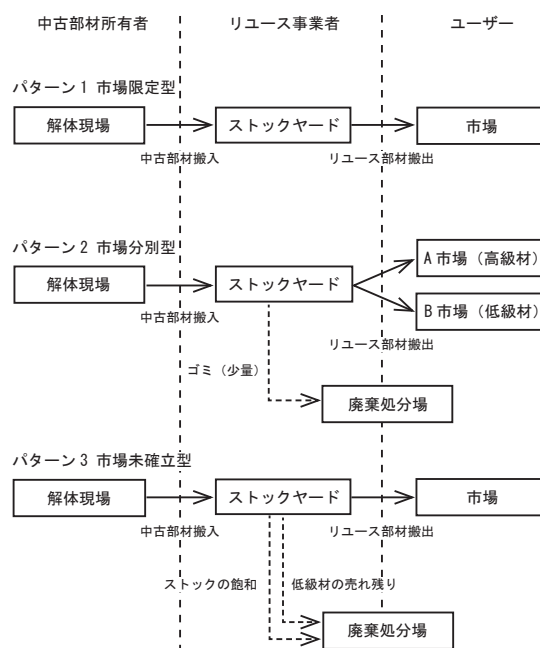 中古部材所有者
リユース事業者
ユーザー
パターン1 市場限定型
解体現場
ストックヤード
市場
中古部材搬入
リユース部材搬出
パターン2 市場分別型
A市場（高級材）
解体現場
ストックヤード
B市場（低級材）
中古部材搬入
リユース部材搬出
ゴミ（少量）
廃棄処分場
パターン3 市場未確立型
解体現場
ストックヤード
市場
中古部材搬入
リユース部材搬出
ストックの飽和
低級材の売れ残り
廃棄処分場